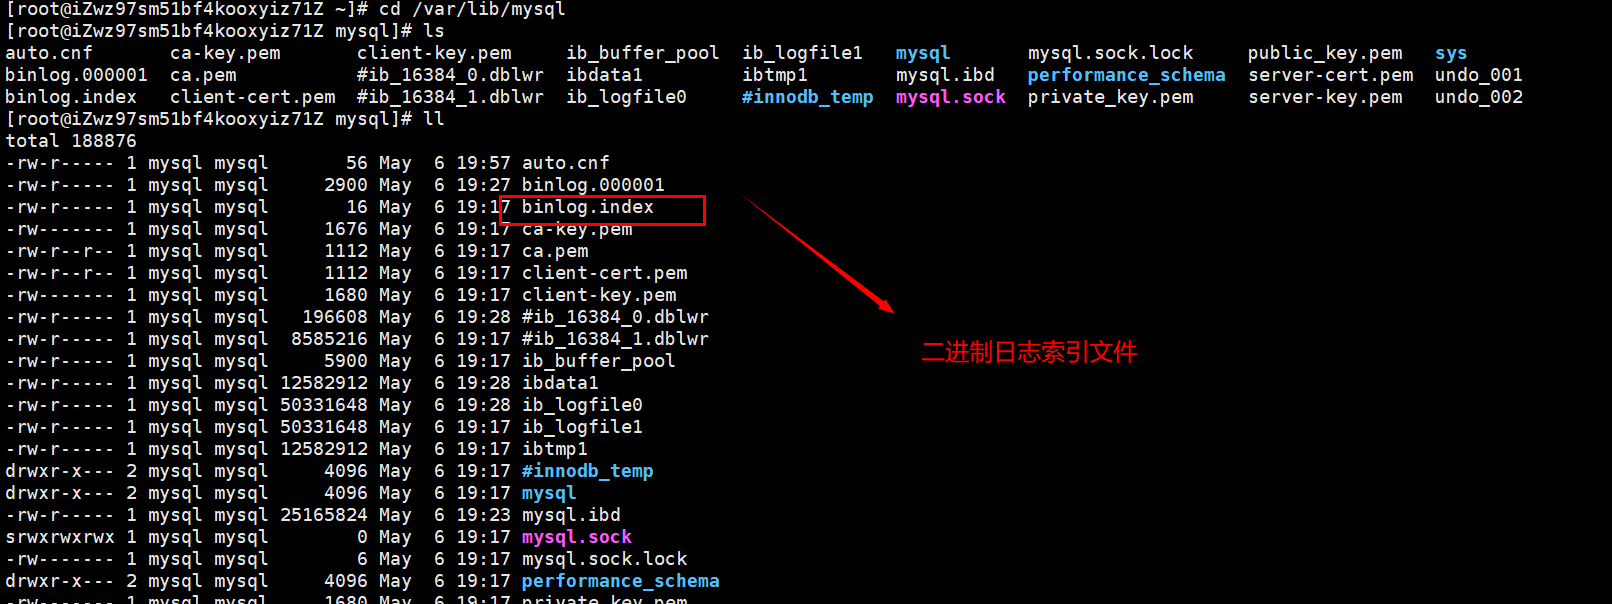 [root@iZwz97sm51bf4kooxyiz71Z ~]# cd /var/lib/mysql
[root@iZwz97sm51bf4kooxyiz71Z mysql]# ls
auto.cnf       ca-key.pem       client-key.pem     ib_buffer_pool  ib_logfile1    mysql       mysql.sock.lock     public_key.pem   sys
binlog.000001  ca.pem           #ib_16384_0.dblwr  ibdata1         ibtmp1         mysql.ibd   performance_schema  server-cert.pem  undo_001
binlog.index   client-cert.pem  #ib_16384_1.dblwr  ib_logfile0     #innodb_temp   mysql.sock  private_key.pem     server-key.pem   undo_002
[root@iZwz97sm51bf4kooxyiz71Z mysql]# ll
total 188876
-rw-r----- 1 mysql mysql       56 May  6 19:57 auto.cnf
-rw-r----- 1 mysql mysql     2900 May  6 19:27 binlog.000001
-rw-r----- 1 mysql mysql       16 May  6 19:17 binlog.index
-rw------- 1 mysql mysql     1676 May  6 19:17 ca-key.pem
-rw-r--r-- 1 mysql mysql     1112 May  6 19:17 ca.pem
-rw-r--r-- 1 mysql mysql     1112 May  6 19:17 client-cert.pem
-rw------- 1 mysql mysql     1680 May  6 19:17 client-key.pem
-rw-r----- 1 mysql mysql   196608 May  6 19:28 #ib_16384_0.dblwr
-rw-r----- 1 mysql mysql  8585216 May  6 19:17 #ib_16384_1.dblwr
二进制日志索引文件
-rw-r----- 1 mysql mysql     5900 May  6 19:17 ib_buffer_pool
-rw-r----- 1 mysql mysql 12582912 May  6 19:28 ibdata1
-rw-r----- 1 mysql mysql 50331648 May  6 19:28 ib_logfile0
-rw-r----- 1 mysql mysql 50331648 May  6 19:17 ib_logfile1
-rw-r----- 1 mysql mysql 12582912 May  6 19:17 ibtmp1
drwxr-x--- 2 mysql mysql     4096 May  6 19:17 #innodb_temp
drwxr-x--- 2 mysql mysql     4096 May  6 19:17 mysql
-rw-r----- 1 mysql mysql 25165824 May  6 19:23 mysql.ibd
srwxrwxrwx 1 mysql mysql        0 May  6 19:17 mysql.sock
-rw------- 1 mysql mysql        6 May  6 19:17 mysql.sock.lock
drwxr-x--- 2 mysql mysql     4096 May  6 19:17 performance_schema
-rw------- 1 mysql mysql     1680 May  6 19:17 private_key.pem